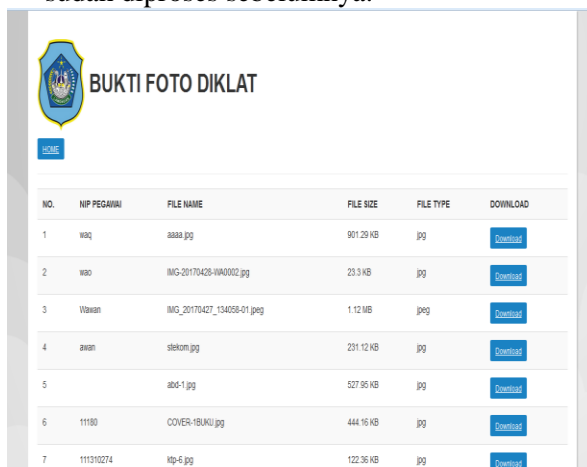 sudah diproses sebelumnya.
BUKTI FOTO DIKLAT
HOME
NO. NIP PEGAWAI FILE NAME FILE SIZE FILE TYPE DOWNLOAD
1 waq aaaa.jpg 901.29 KB jpg Download
2 wao IMG-20170428-WA0002.jpg 23.3 KB jpg Download
3 Wawan IMG_20170427_134058-01.jpeg 1.12 MB jpeg Download
4 awan stekom.jpg 231.12 KB jpg Download
5 abd-1.jpg 527.95 KB jpg Download
6 11180 COVER-1BUKU.jpg 444.16 KB jpg Download
7 111310274 ktp-6.jpg 122.36 KB jpg Download